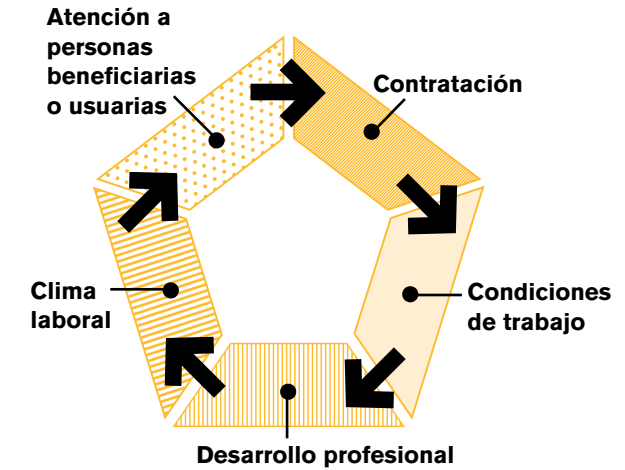 Atención a
personas
beneficiarias
o usuarias
Contratación
Condiciones
de trabajo
Desarrollo profesional
Clima
laboral